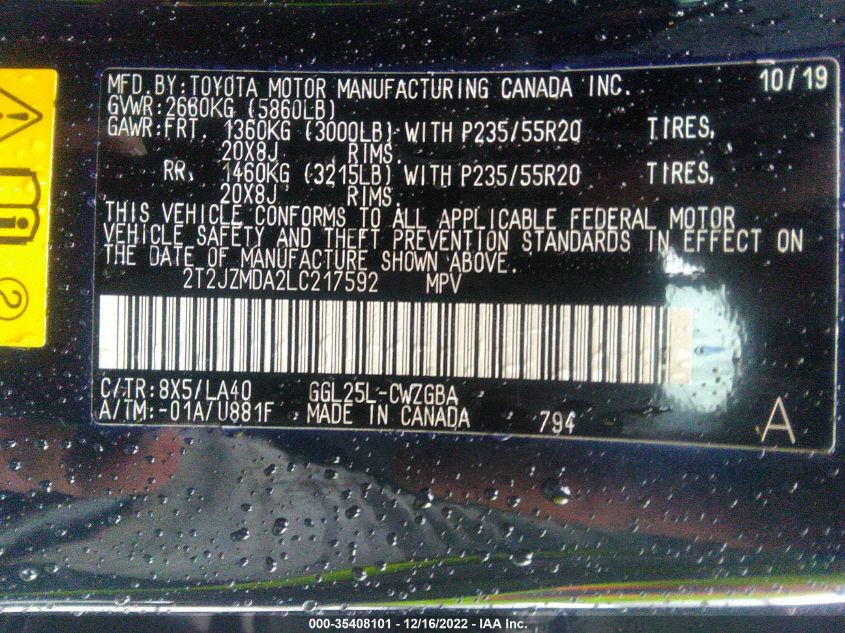 MFD.BY:TOYOTA MOTOR MANUFACTURING CANADA INC. 10/19
GVWR:2660KG (5860LB)
GAWR:FRT. 1360KG (3000LB) WITH P235/55R20 TIRES,
20X8J RIMS.
RR. 1460KG (3215LB) WITH P235/55R20 TIRES,
20X8J RIMS.
THIS VEHICLE CONFORMS TO ALL APPLICABLE FEDERAL MOTOR
VEHICLE SAFETY AND THEFT PREVENTION STANDARDS IN EFFECT ON
THE DATE OF MANUFACTURE SHOWN ABOVE.
2T2JZMDA2LC217592 MPV
C/TR:8X5/LA40 GGL25L-CWZGBA
A/TM:-01A/U881F MADE IN CANADA 794 A
2
000-35408101 - 12/16/2022 - IAA Inc.